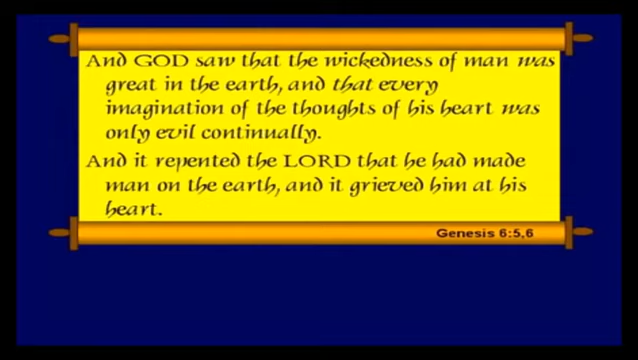 And GOD saw that the wickedness of man was
great in the earth, and that every
imagination of the thoughts of his heart was
only evil continually.
And it repented the LORD that he had made
man on the earth, and it grieved him at his
heart.
Genesis 6:5,6